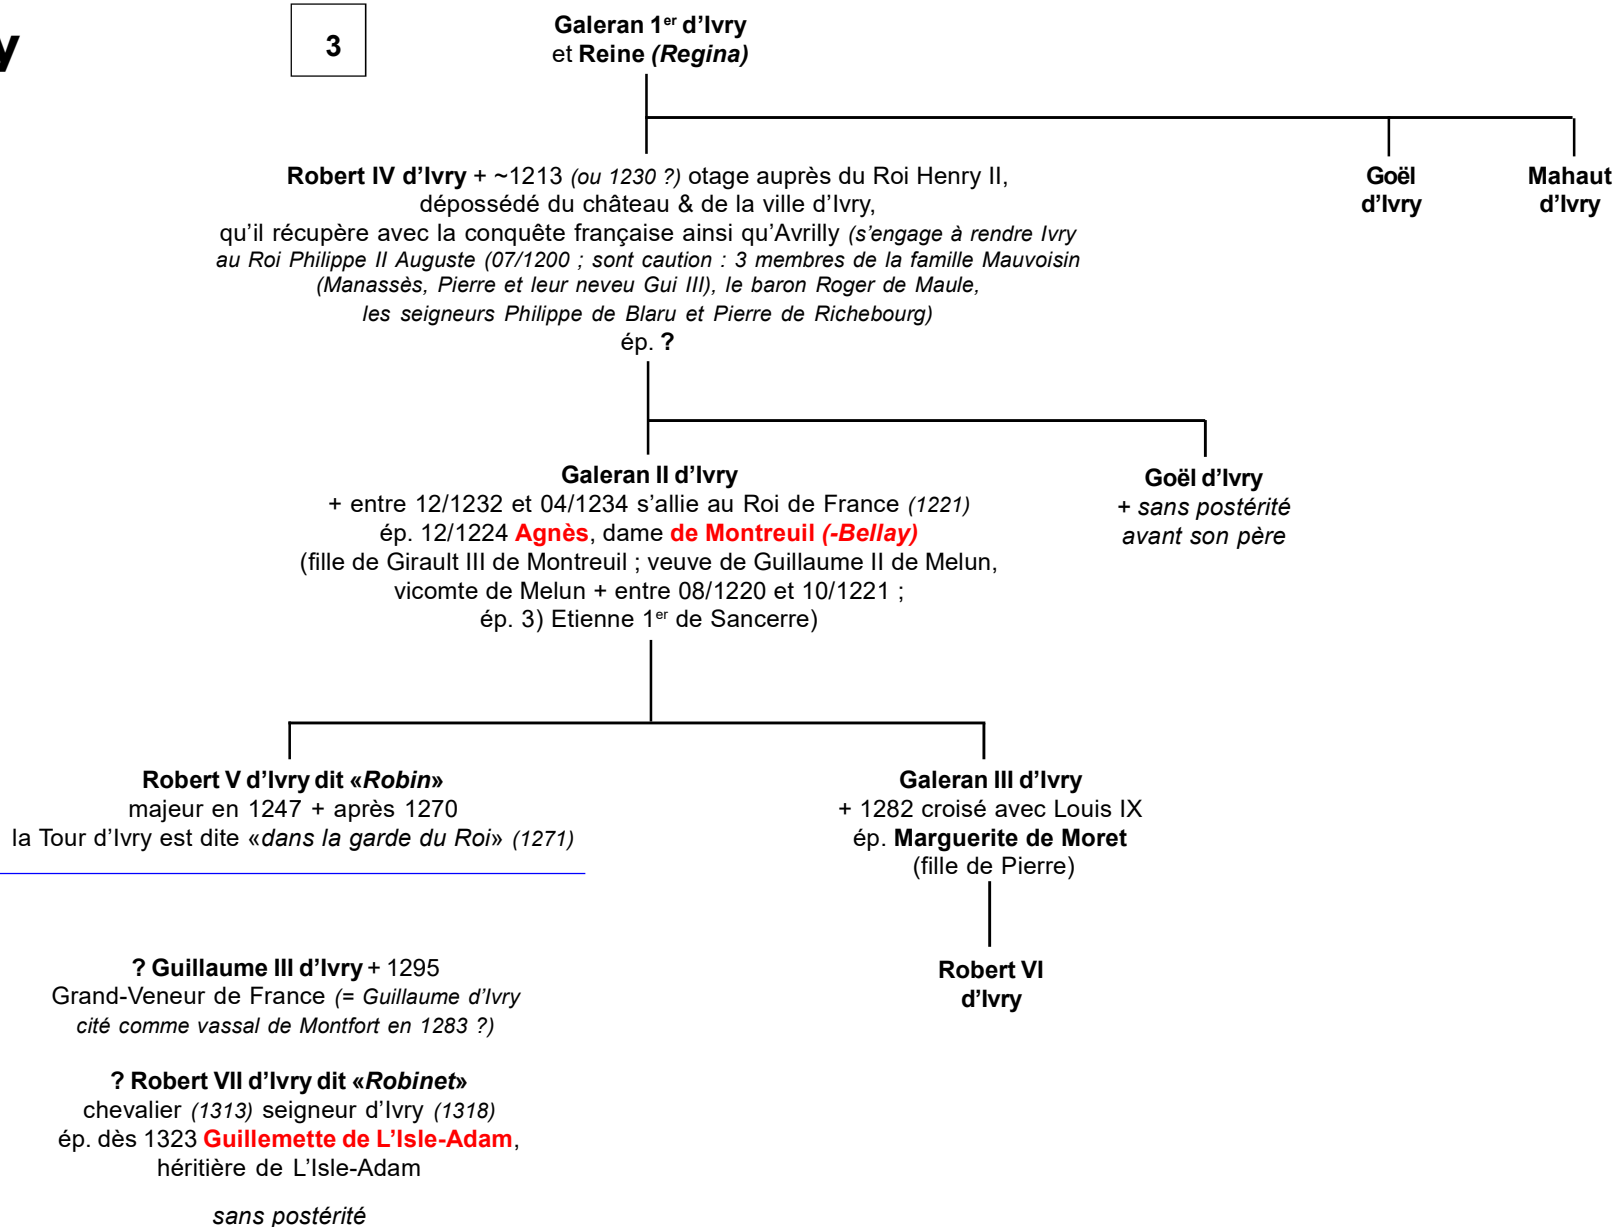 y
3
Galeran 1er d’Ivry
et Reine (Regina)
Robert IV d’Ivry + ~1213 (ou 1230 ?) otage auprès du Roi Henry II,
dépossédé du château & de la ville d’Ivry,
qu’il récupère avec la conquête française ainsi qu’Avrilly (s’engage à rendre Ivry
au Roi Philippe II Auguste (07/1200 ; sont caution : 3 membres de la famille Mauvoisin
(Manassès, Pierre et leur neveu Gui III), le baron Roger de Maule,
les seigneurs Philippe de Blaru et Pierre de Richebourg)
ép. ?
Goël
d’Ivry
Mahaut
d’Ivry
Galeran II d’Ivry
+ entre 12/1232 et 04/1234 s’allie au Roi de France (1221)
ép. 12/1224 Agnès, dame de Montreuil (-Bellay)
(fille de Girault III de Montreuil ; veuve de Guillaume II de Melun,
vicomte de Melun + entre 08/1220 et 10/1221 ;
ép. 3) Etienne 1er de Sancerre)
Goël d’Ivry
+ sans postérité
avant son père
Robert V d’Ivry dit «Robin»
majeur en 1247 + après 1270
la Tour d’Ivry est dite «dans la garde du Roi» (1271)
Galeran III d’Ivry
+ 1282 croisé avec Louis IX
ép. Marguerite de Moret
(fille de Pierre)
Robert VI
d’Ivry
? Guillaume III d’Ivry + 1295
Grand-Veneur de France (= Guillaume d’Ivry
cité comme vassal de Montfort en 1283 ?)
? Robert VII d’Ivry dit «Robinet»
chevalier (1313) seigneur d’Ivry (1318)
ép. dès 1323 Guillemette de L’Isle-Adam,
héritière de L’Isle-Adam
sans postérité